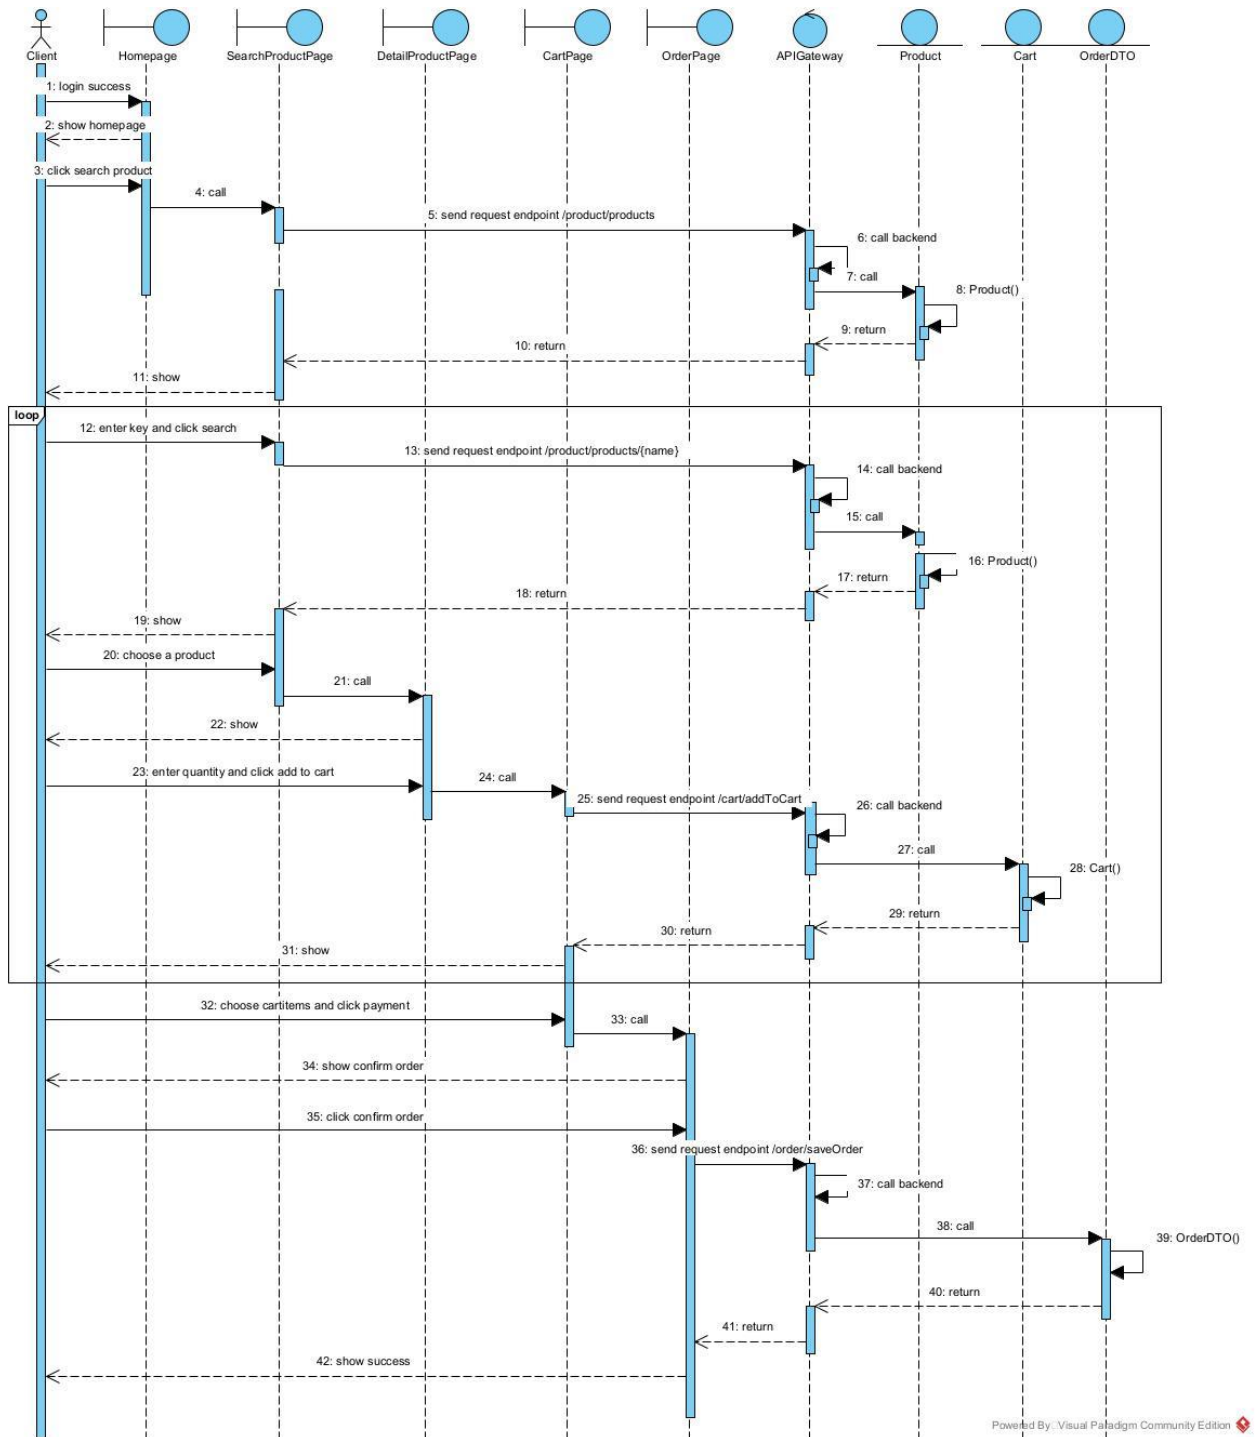 Client
Homepage
SearchProductPage
DetailProductPage
CartPage
OrderPage
APIGateway
Product
Cart
OrderDTO
1: login success
2: show homepage
3: click search product
4: call
5: send request endpoint /product/products
6: call backend
7: call
8: Product()
9: return
10: return
11: show
loop
12: enter key and click search
13: send request endpoint /product/products/{name}
14: call backend
15: call
16: Product()
17: return
18: return
19: show
20: choose a product
21: call
22: show
23: enter quantity and click add to cart
24: call
25: send request endpoint /cart/addToCart
26: call backend
27: call
28: Cart()
29: return
30: return
31: show
32: choose cartitems and click payment
33: call
34: show confirm order
35: click confirm order
36: send request endpoint /order/saveOrder
37: call backend
38: call
39: OrderDTO()
40: return
41: return
42: show success
Powered By Visual Paradigm Community Edition